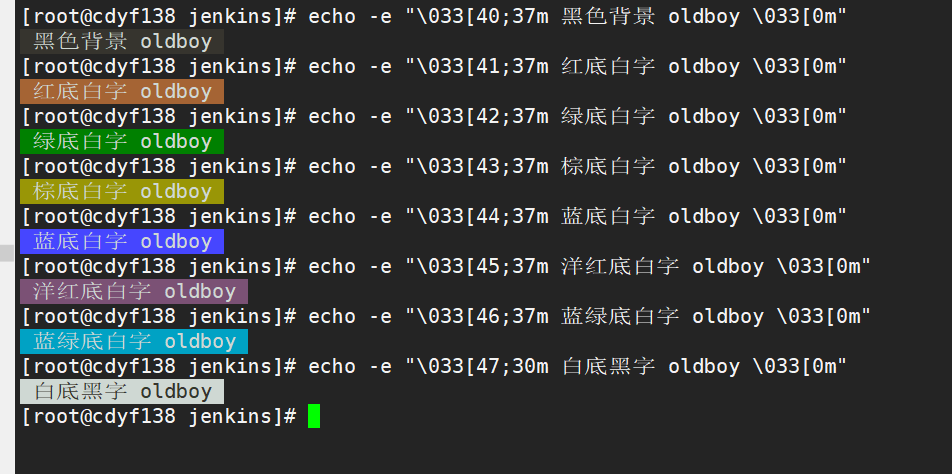 [root@cdyf138 jenkins]# echo -e "\033[40;37m 黑色背景 oldboy \033[0m"
黑色背景 oldboy
[root@cdyf138 jenkins]# echo -e "\033[41;37m 红底白字 oldboy \033[0m"
红底白字 oldboy
[root@cdyf138 jenkins]# echo -e "\033[42;37m 绿底白字 oldboy \033[0m"
绿底白字 oldboy
[root@cdyf138 jenkins]# echo -e "\033[43;37m 棕底白字 oldboy \033[0m"
棕底白字 oldboy
[root@cdyf138 jenkins]# echo -e "\033[44;37m 蓝底白字 oldboy \033[0m"
蓝底白字 oldboy
[root@cdyf138 jenkins]# echo -e "\033[45;37m 洋红底白字 oldboy \033[0m"
洋红底白字 oldboy
[root@cdyf138 jenkins]# echo -e "\033[46;37m 蓝绿底白字 oldboy \033[0m"
蓝绿底白字 oldboy
[root@cdyf138 jenkins]# echo -e "\033[47;30m 白底黑字 oldboy \033[0m"
白底黑字 oldboy
[root@cdyf138 jenkins]#